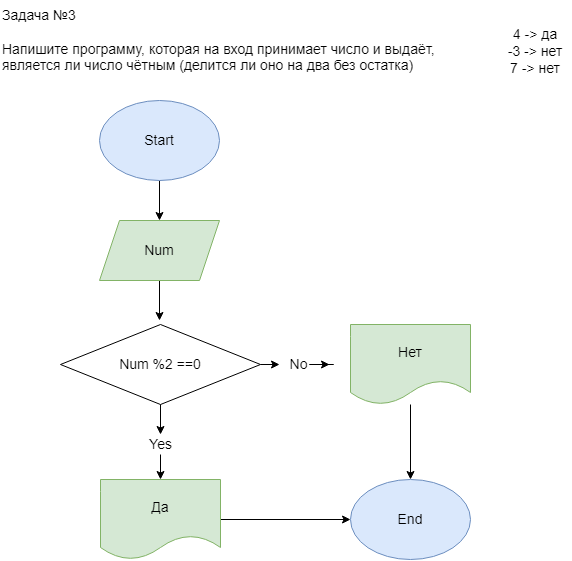 Задача №3
Напишите программу, которая на вход принимает число и выдаёт,
является ли число чётным (делится ли оно на два без остатка)
4 -> да
-3 -> нет
7 -> нет
Start
Num
Num %2 ==0
No
Нет
Yes
Да
End